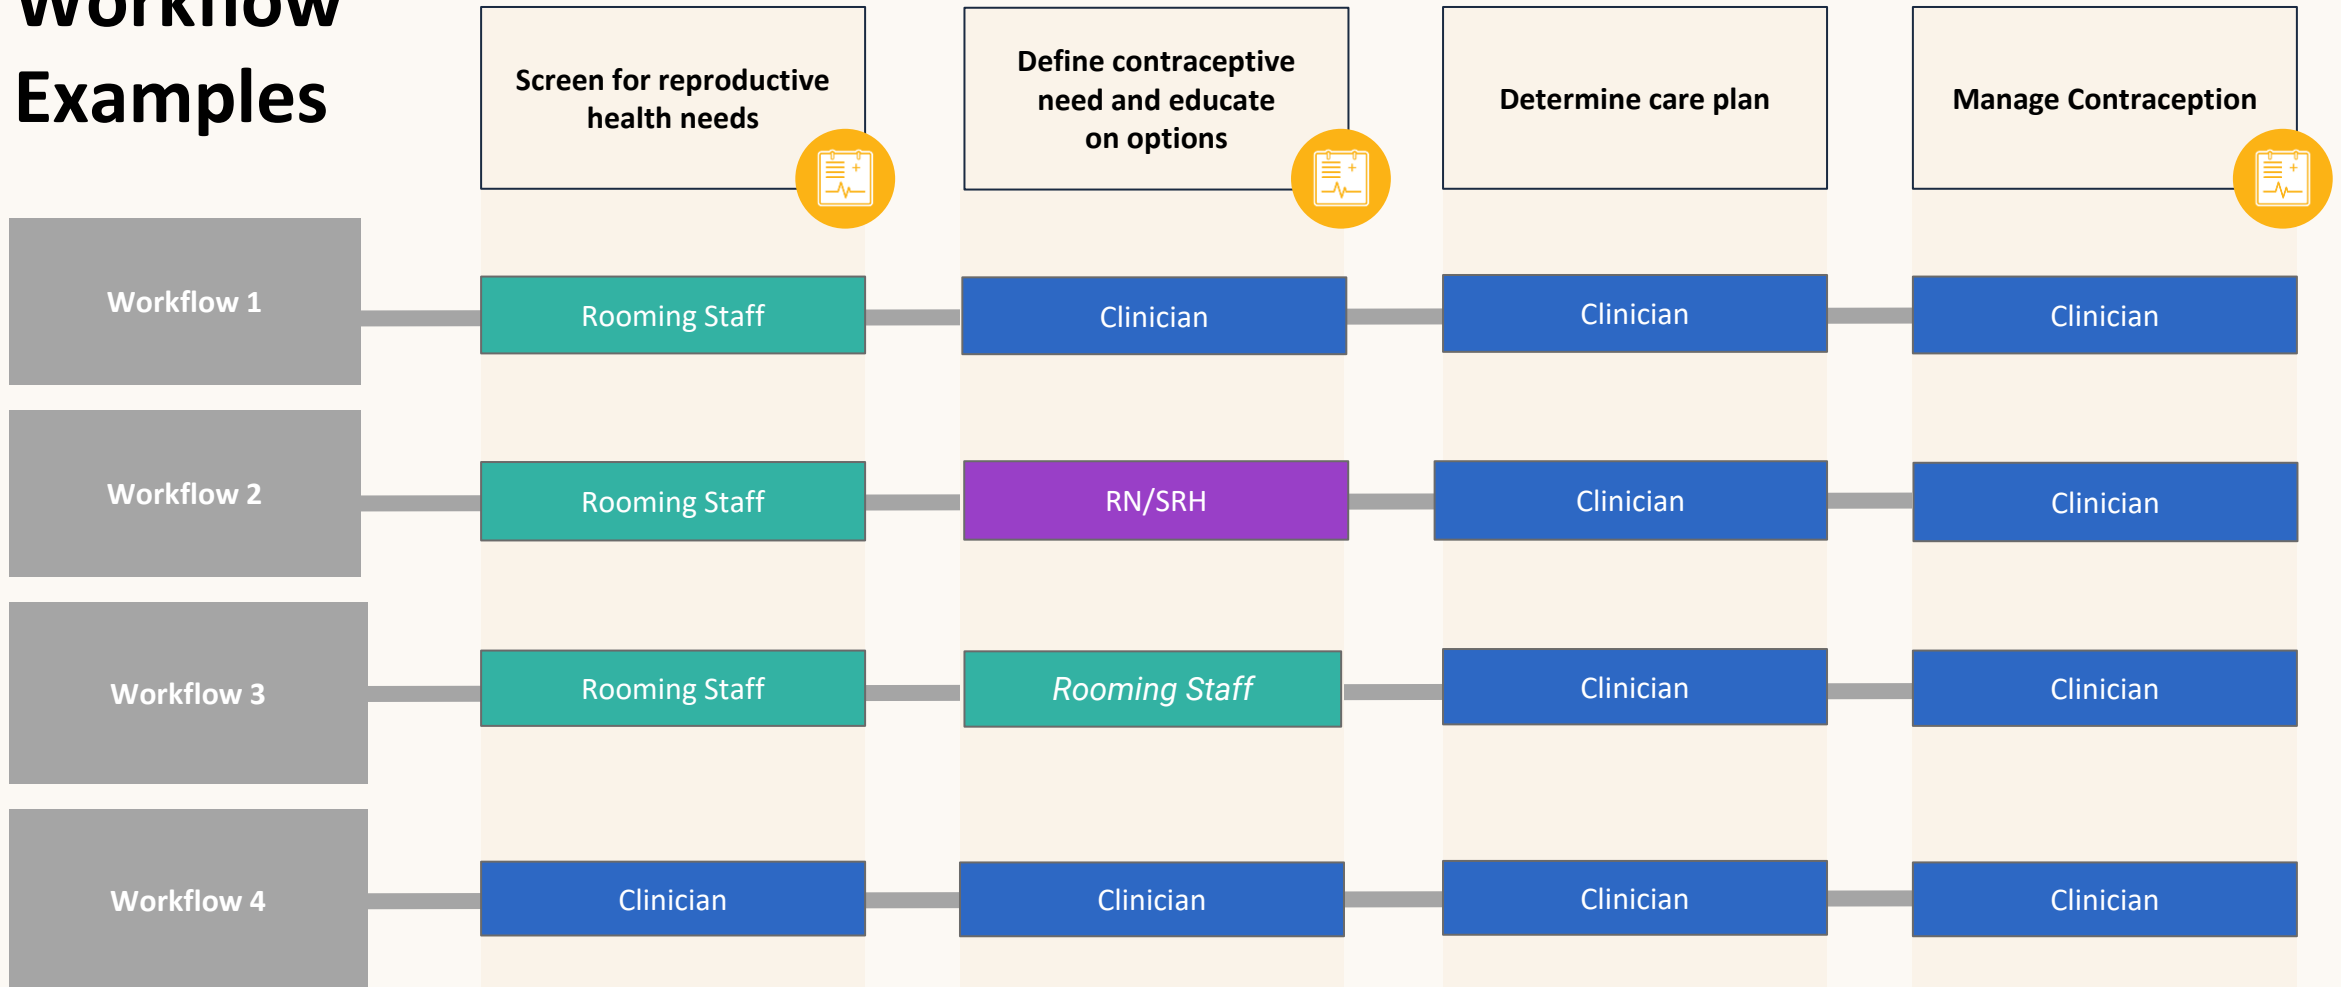 Workflow
Examples
Screen for reproductive
health needs
Define contraceptive
need and educate
on options
Determine care plan
Manage Contraception
Workflow 1
Rooming Staff
Clinician
Clinician
Clinician
Workflow 2
Rooming Staff
RN/SRH
Clinician
Clinician
Workflow 3
Rooming Staff
Rooming Staff
Clinician
Clinician
Workflow 4
Clinician
Clinician
Clinician
Clinician